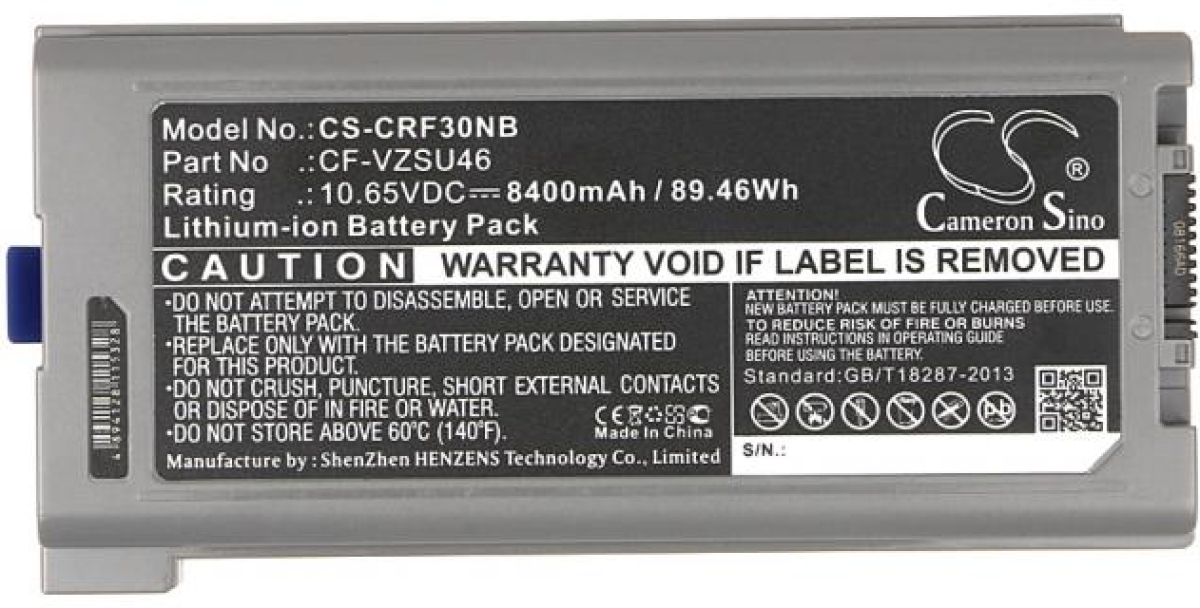 Model No.: CS-CRF30NB
Part No .: CF-VZSU46
Rating .: 10.65VDC⎓8400mAh / 89.46Wh
Lithium-ion Battery Pack
CS®
Cameron Sino
CAUTION WARRANTY VOID IF LABEL IS REMOVED
•DO NOT ATTEMPT TO DISASSEMBLE, OPEN OR SERVICE
THE BATTERY PACK.
•REPLACE ONLY WITH THE BATTERY PACK DESIGNATED
FOR THIS PRODUCT.
•DO NOT CRUSH, PUNCTURE, SHORT EXTERNAL CONTACTS
OR DISPOSE OF IN FIRE OR WATER.
•DO NOT STORE ABOVE 60°C (140°F).
CE
Made In China
Manufacture by : ShenZhen HENZENS Technology Co., Limited
ATTENTION!
NEW BATTERY PACK MUST BE FULLY CHARGED BEFORE USE.
TO REDUCE RISK OF FIRE OR BURNS
READ INSTRUCTIONS IN OPERATING GUIDE
BEFORE USING THE BATTERY.
Standard:GB/T18287-2013
Pb
S/N.: